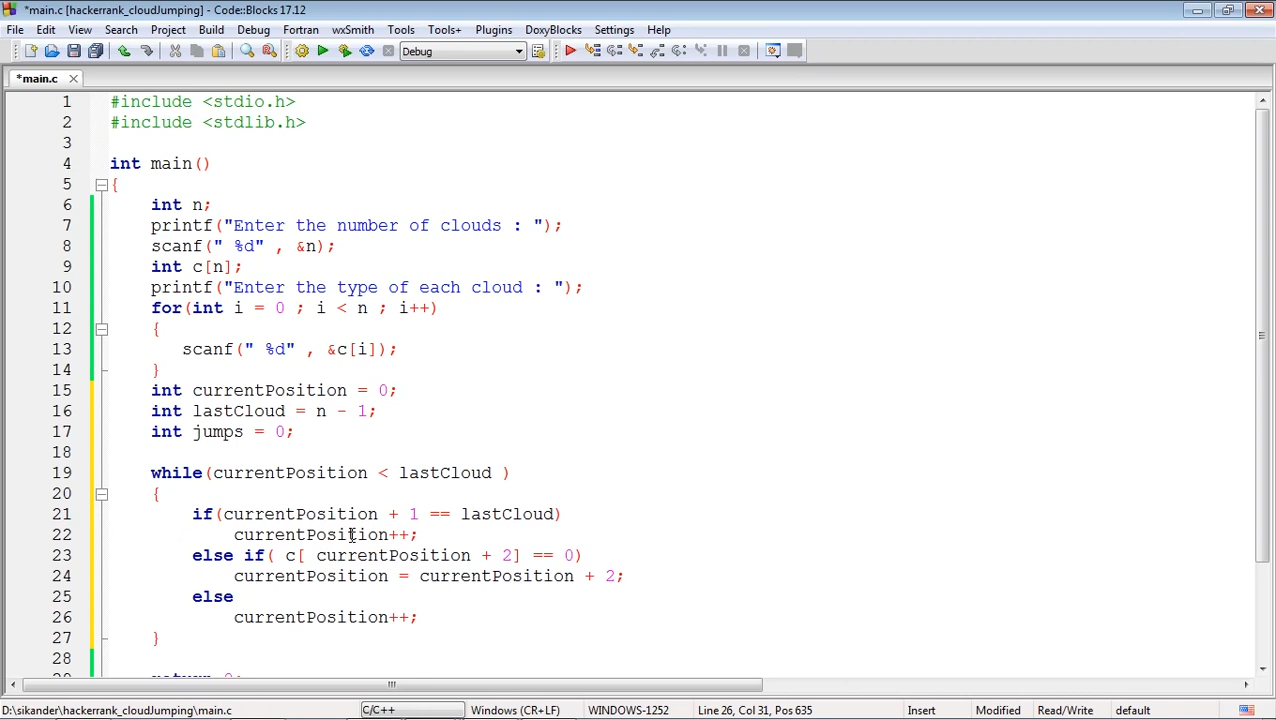 *main.c [hackerrank_cloudJumping] - Code::Blocks 17.12
File Edit View Search Project Build Debug Fortran wxSmith Tools Tools+ Plugins DoxyBlocks Settings Help
Debug
*main.c
1 #include <stdio.h>
2 #include <stdlib.h>
3
4 int main()
5 {
6 int n;
7 printf("Enter the number of clouds : ");
8 scanf(" %d" , &n);
9 int c[n];
10 printf("Enter the type of each cloud : ");
11 for(int i = 0 ; i < n ; i++)
12 {
13 scanf(" %d" , &c[i]);
14 }
15 int currentPosition = 0;
16 int lastCloud = n - 1;
17 int jumps = 0;
18
19 while(currentPosition < lastCloud )
20 {
21 if(currentPosition + 1 == lastCloud)
22 currentPosition++;
23 else if( c[ currentPosition + 2] == 0)
24 currentPosition = currentPosition + 2;
25 else
26 currentPosition++;
27 }
28
29 return 0;
D:\sikander\hackerrank_cloudJumping\main.c C/C++ Windows (CR+LF) WINDOWS-1252 Line 26, Col 31, Pos 635 Insert Modified Read/Write default